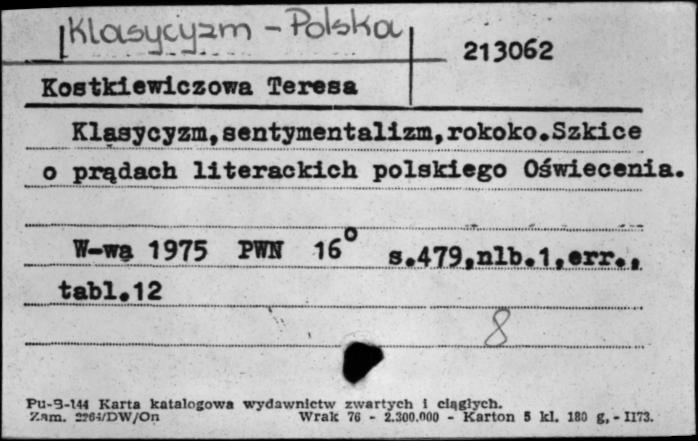 Klasycyzm - Polska
213062
Kostkiewiczowa Teresa
Klasycyzm,sentymentalizm,rokoko.Szkice
o prądach literackich polskiego Oświecenia.
W-wa 1975 PWN 16° s.479,nlb.1,err.,
tabl.12
8
Pu-B-144 Karta katalogowa wydawnictw zwartych i ciągłych.
Zam. 2264/DW/On Wrak 76 - 2.300.000 - Karton 5 kl. 180 g. - II73.